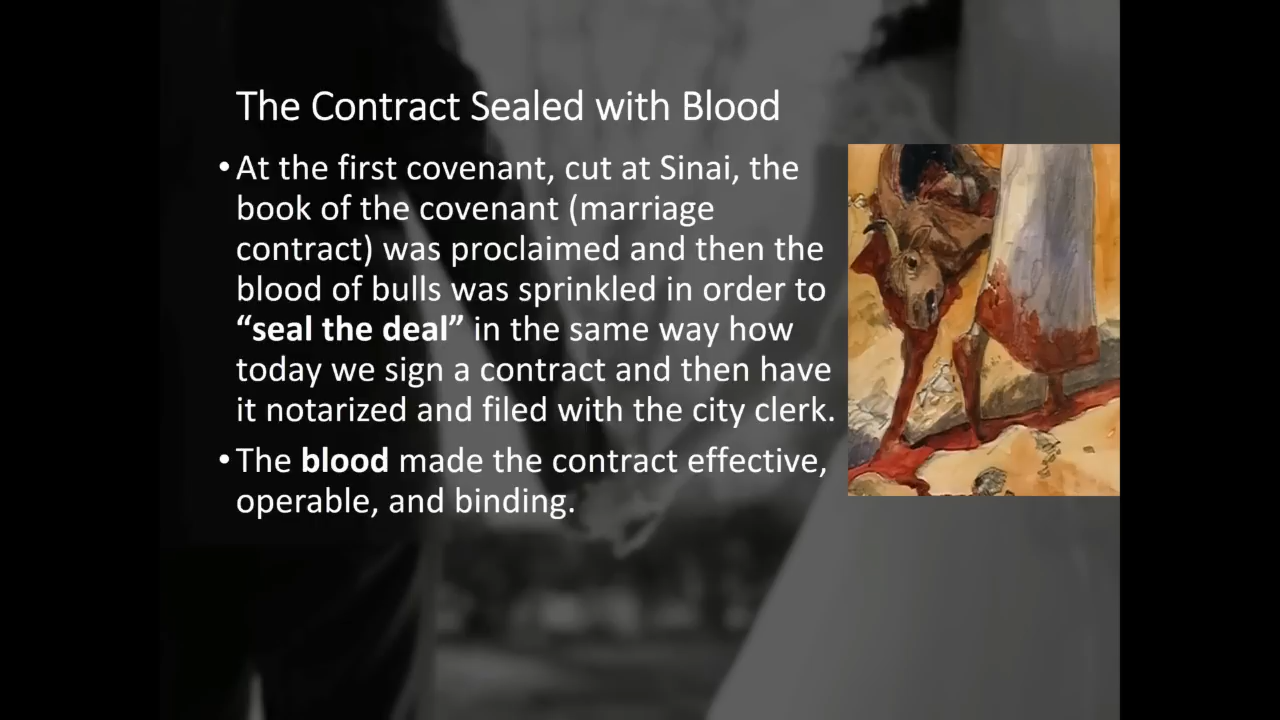 The Contract Sealed with Blood
•At the first covenant, cut at Sinai, the
book of the covenant (marriage
contract) was proclaimed and then the
blood of bulls was sprinkled in order to
“seal the deal” in the same way how
today we sign a contract and then have
it notarized and filed with the city clerk.
•The blood made the contract effective,
operable, and binding.